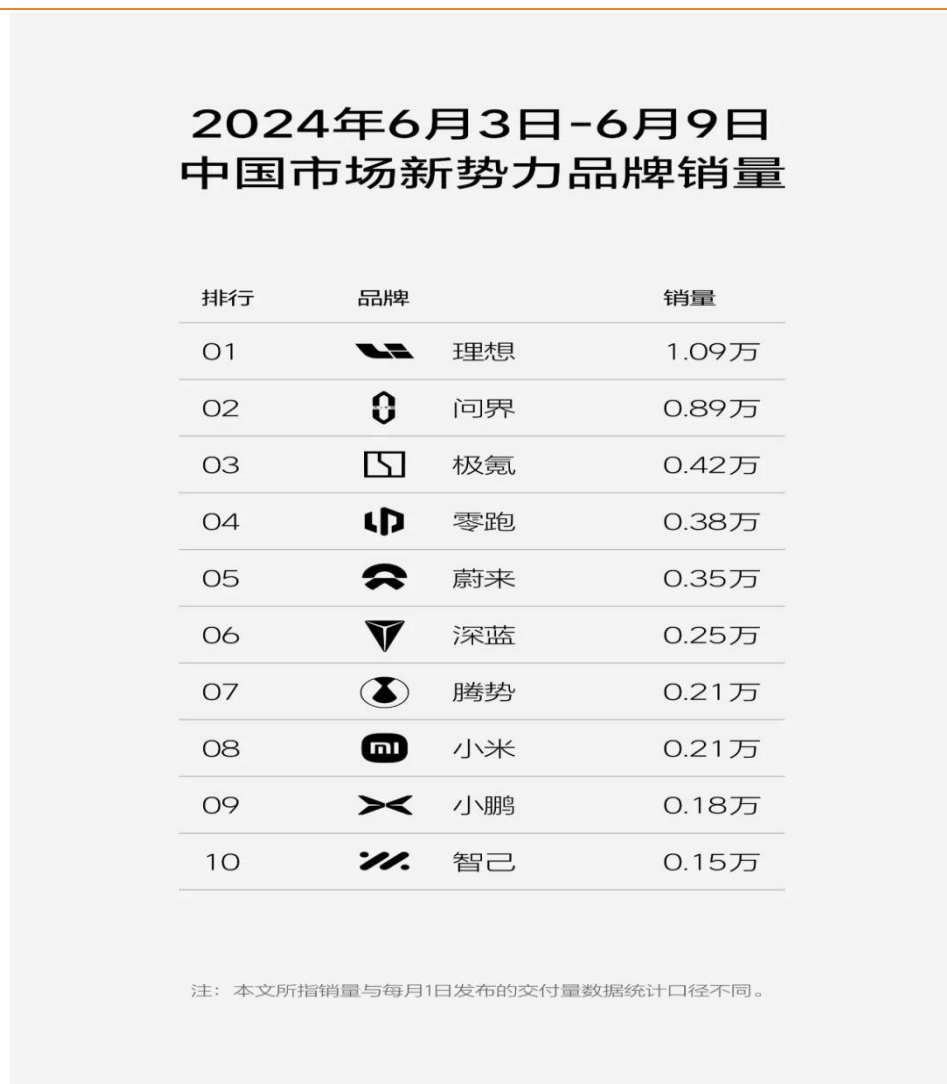 2024年6月3日-6月9日
中国市场新势力品牌销量
排行 品牌 销量
01 理想 1.09万
02 问界 0.89万
03 极氪 0.42万
04 零跑 0.38万
05 蔚来 0.35万
06 深蓝 0.25万
07 腾势 0.21万
08 mi 小米 0.21万
09 小鹏 0.18万
10 智己 0.15万
注：本文所指销量与每月1日发布的交付量数据统计口径不同。